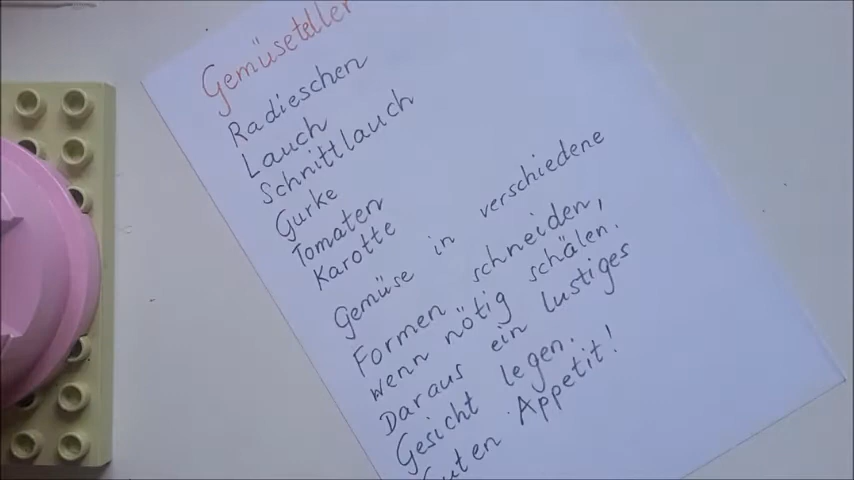 Gemüseteller
Radieschen
Lauch
Schnittlauch
Gurke
Tomaten
Karotte
Gemüse in verschiedene
Formen schneiden,
wenn nötig schälen.
Daraus ein lustiges
Gesicht legen.
Guten Appetit!